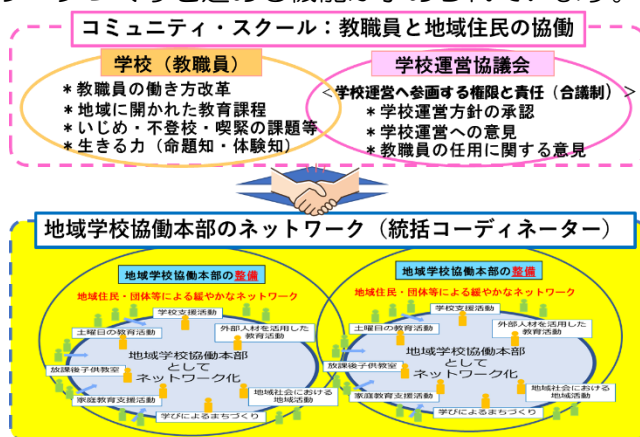 コミュニティ・スクール:教職員と地域住民の協働
学校(教職員)
*教職員の働き方改革
*地域に開かれた教育課程
*いじめ・不登校・喫緊の課題等
*生きる力(命題知・体験知)
学校運営協議会
<学校運営へ参画する権限と責任(合議制)>
*学校運営方針の承認
*学校運営への意見
*教職員の任用に関する意見
地域学校協働本部のネットワーク(統括コーディネーター)
地域学校協働本部の整備
地域住民・団体等による緩やかなネットワーク
学校支援活動
土曜日の教育活動
外部人材を活用した
教育活動
放課後子供教室
地域学校協働本部
として
ネットワーク化
家庭教育支援活動
地域社会における
地域活動
学びによるまちづくり
地域学校協働本部の整備
地域住民・団体等による緩やかなネットワーク
学校支援活動
土曜日の教育活動
外部人材を活用した
教育活動
放課後子供教室
地域学校協働本部
として
ネットワーク化
家庭教育支援活動
地域社会における
地域活動
学びによるまちづくり